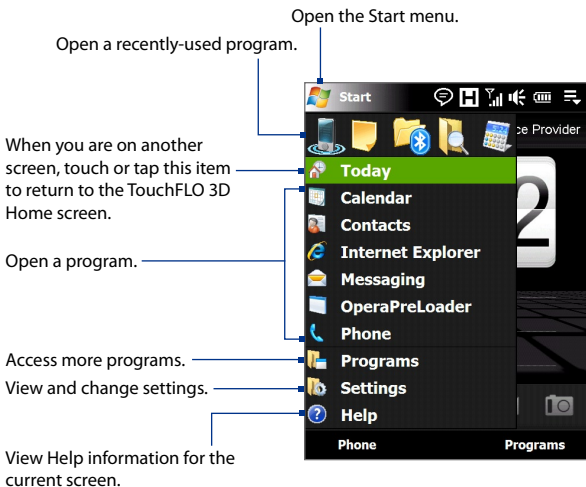 Open the Start menu.
Open a recently-used program.
Start
H
ce Provider
When you are on another
screen, touch or tap this item
to return to the TouchFLO 3D
Home screen.
Today
Calendar
Contacts
Open a program.
Internet Explorer
Messaging
OperaPreLoader
Phone
Access more programs.
Programs
View and change settings.
Settings
Help
Phone
Programs
View Help information for the
current screen.
2